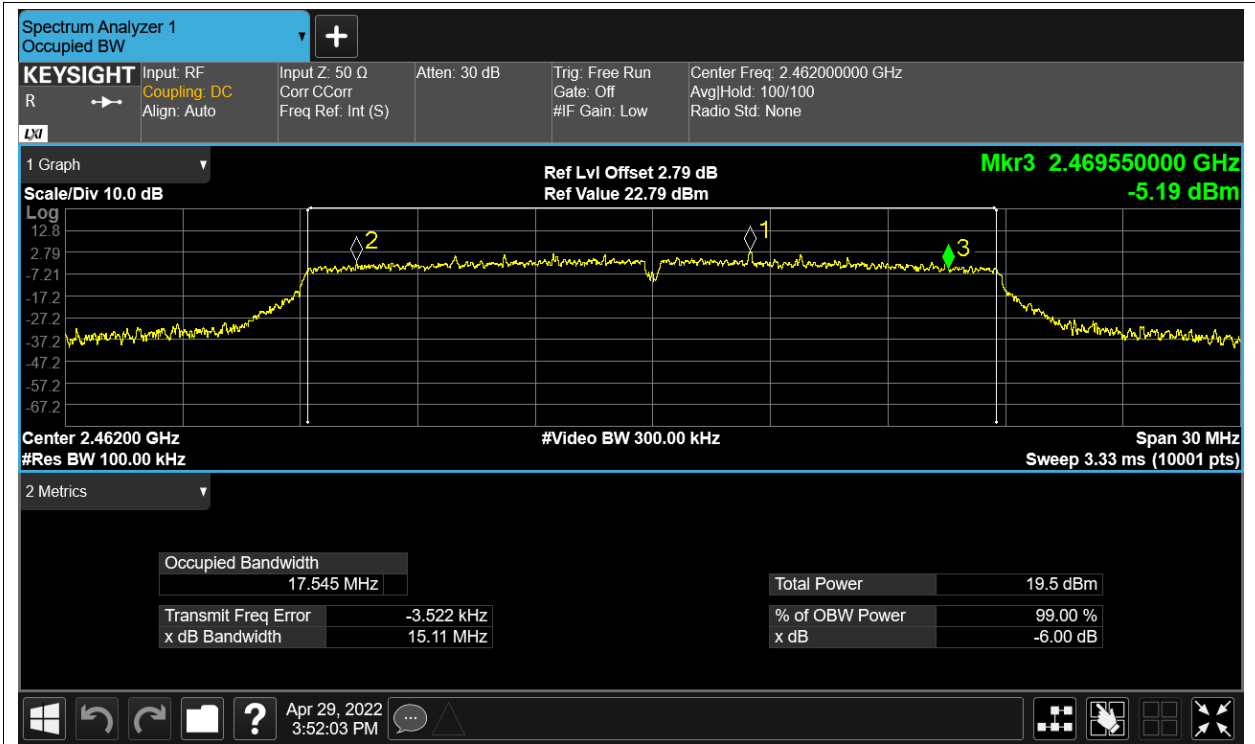 Spectrum Analyzer 1
Occupied BW
+
KEYSIGHT
R
LXI
Input: RF
Coupling: DC
Align: Auto
Input Z: 50 Ω
Corr CCorr
Freq Ref: Int (S)
Atten: 30 dB
Trig: Free Run
Gate: Off
#IF Gain: Low
Center Freq: 2.462000000 GHz
Avg|Hold: 100/100
Radio Std: None
1 Graph
Scale/Div 10.0 dB
Ref Lvl Offset 2.79 dB
Ref Value 22.79 dBm
Mkr3 2.469550000 GHz
-5.19 dBm
Log
12.8
2.79
-7.21
-17.2
-27.2
-37.2
-47.2
-57.2
-67.2
2
1
3
Center 2.46200 GHz
#Video BW 300.00 kHz
Span 30 MHz
#Res BW 100.00 kHz
Sweep 3.33 ms (10001 pts)
2 Metrics
Occupied Bandwidth
17.545 MHz
Transmit Freq Error -3.522 kHz
x dB Bandwidth 15.11 MHz
Total Power 19.5 dBm
% of OBW Power 99.00 %
x dB -6.00 dB
?
Apr 29, 2022
3:52:03 PM